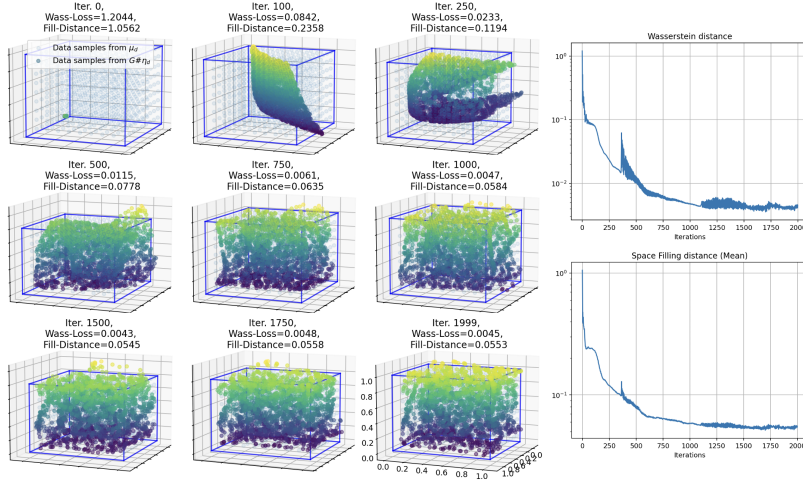 Iter. 0,
Wass-Loss=1.2044,
Fill-Distance=1.0562
Data samples from μ_d
Data samples from G#η_d
Iter. 100,
Wass-Loss=0.0842,
Fill-Distance=0.2358
Iter. 250,
Wass-Loss=0.0233,
Fill-Distance=0.1194
Iter. 500,
Wass-Loss=0.0115,
Fill-Distance=0.0778
Iter. 750,
Wass-Loss=0.0061,
Fill-Distance=0.0635
Iter. 1000,
Wass-Loss=0.0047,
Fill-Distance=0.0584
Iter. 1500,
Wass-Loss=0.0043,
Fill-Distance=0.0545
Iter. 1750,
Wass-Loss=0.0048,
Fill-Distance=0.0558
Iter. 1999,
Wass-Loss=0.0045,
Fill-Distance=0.0553
1.0
0.8
0.6
0.4
0.2
0.0
0.0 0.2 0.4 0.6 0.8 1.0
Wasserstein distance
10⁰
10⁻¹
10⁻²
0 250 500 750 1000 1250 1500 1750 2000
Iterations
Space Filling distance (Mean)
10⁰
10⁻¹
0 250 500 750 1000 1250 1500 1750 2000
Iterations